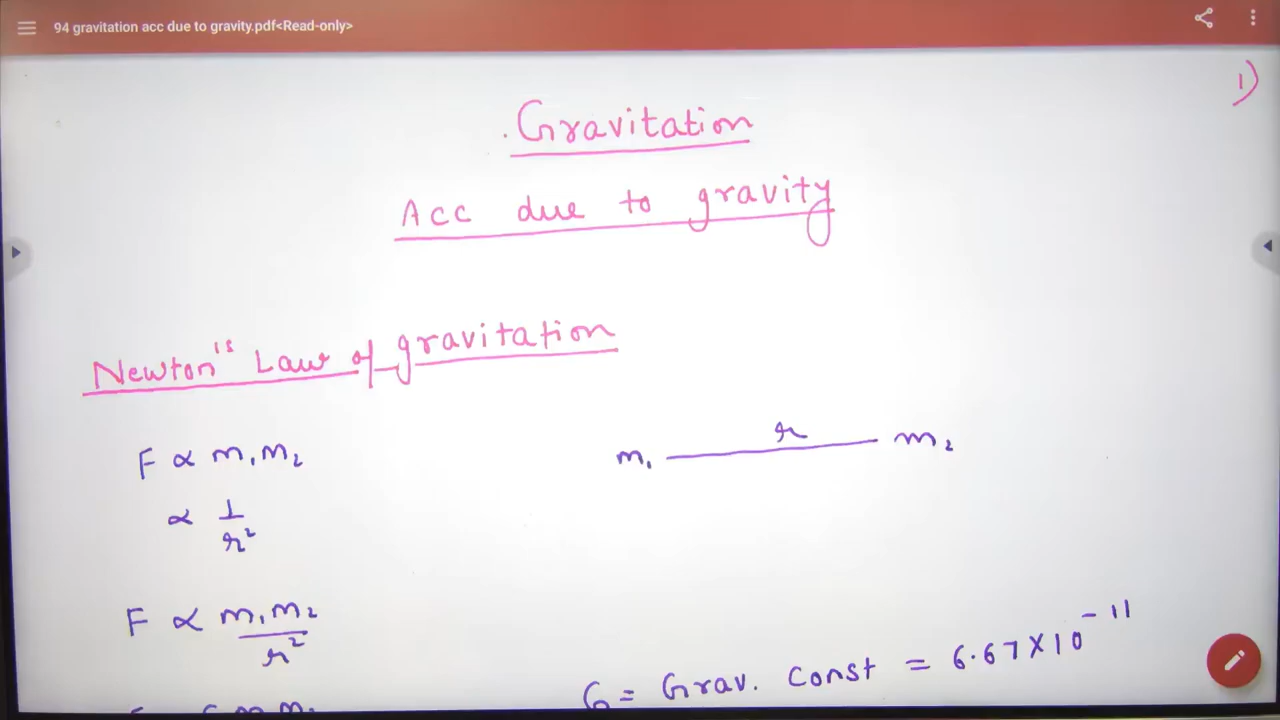 94 gravitation acc due to gravity.pdf<Read-only>
1)
Gravitation
Acc due to gravity
Newton's Law of gravitation
F ∝ m₁m₂
m₁ r m₂
∝ 1/r²
F ∝ m₁m₂/r²
G = Grav. Const = 6.67×10⁻¹¹